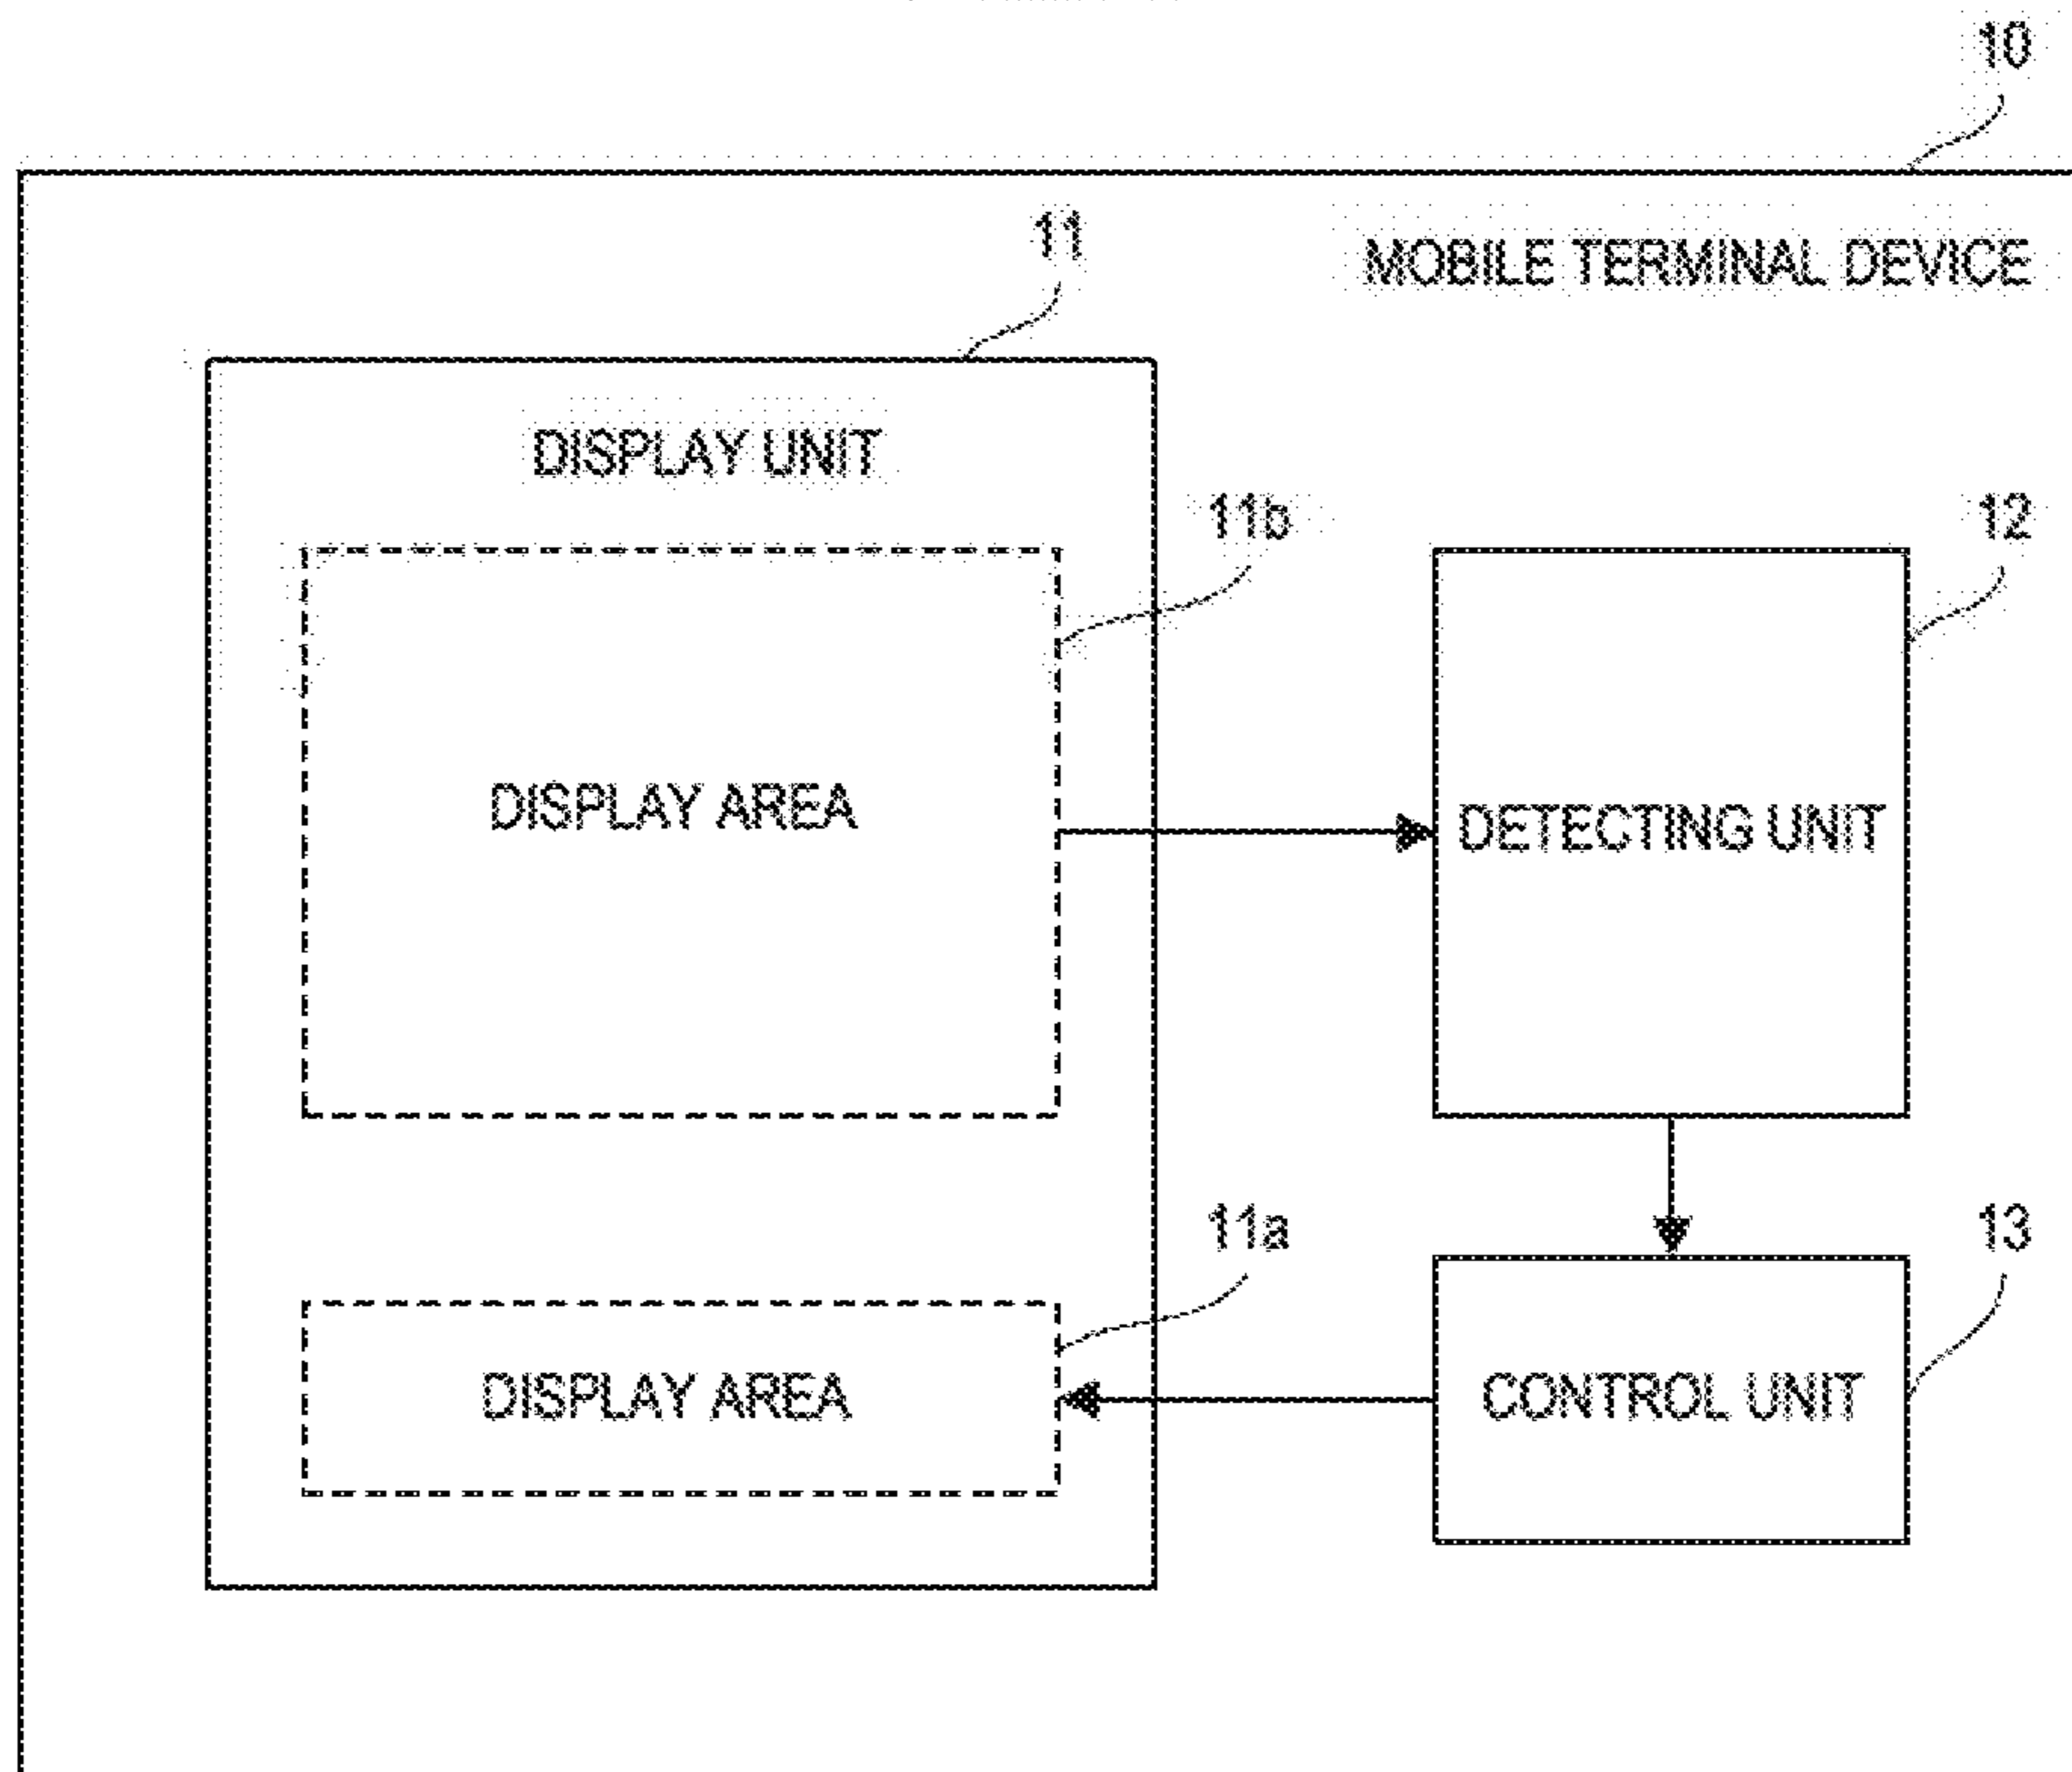 10
11
MOBILE TERMINAL DEVICE
DISPLAY UNIT
11b
12
DISPLAY AREA
DETECTING UNIT
11a
13
DISPLAY AREA
CONTROL UNIT